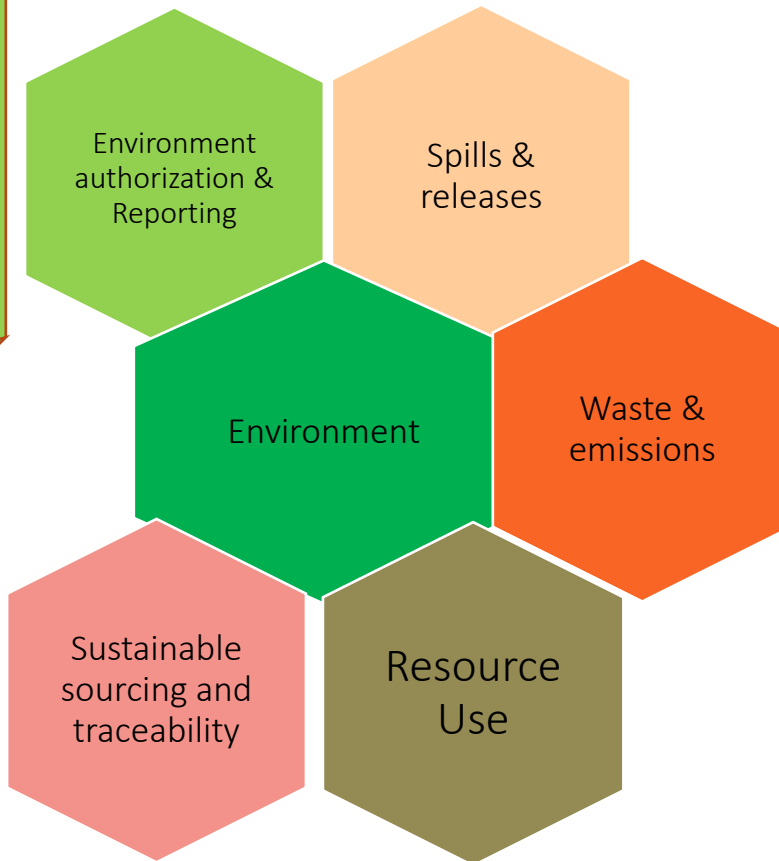 Environment
authorization &
Reporting
Spills &
releases
Environment
Waste &
emissions
Sustainable
sourcing and
traceability
Resource
Use